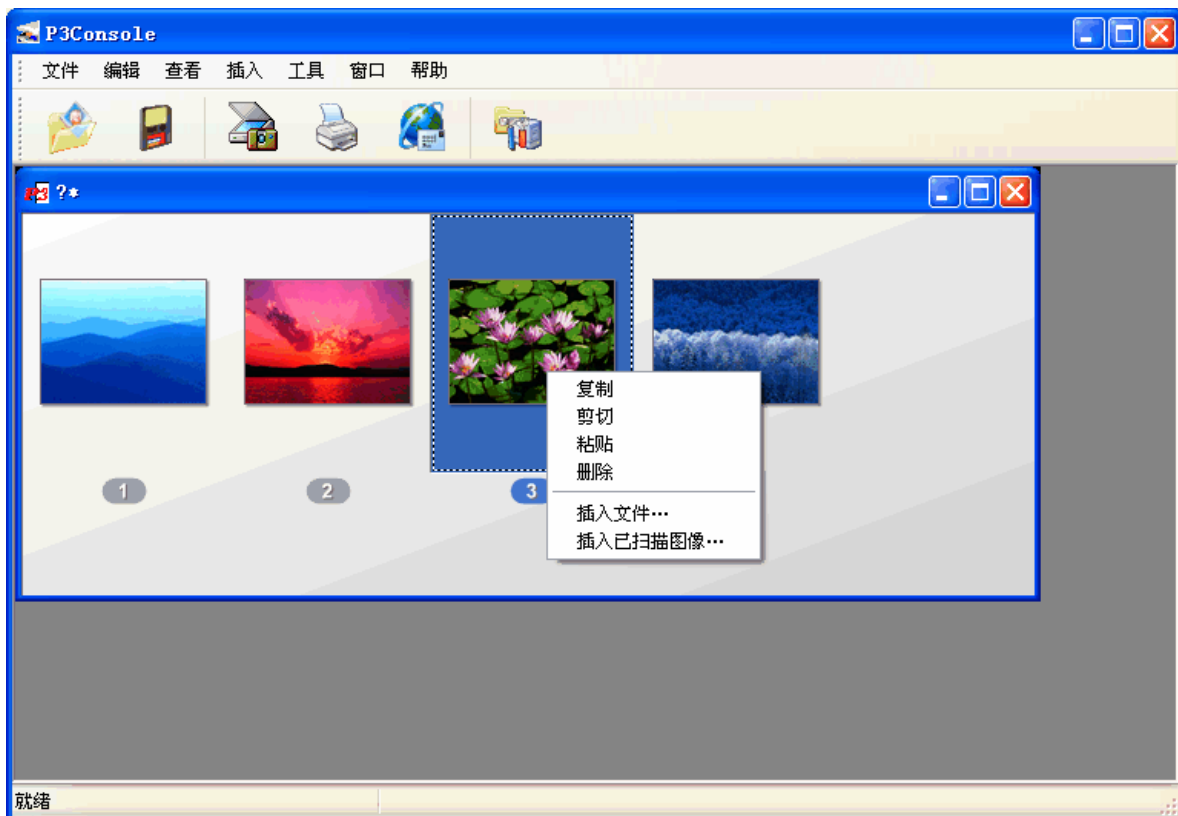 P3Console
文件 编辑 查看 插入 工具 窗口 帮助
P3 ?*
复制
剪切
粘贴
删除
1 2 3
插入文件…
插入已扫描图像…
就绪